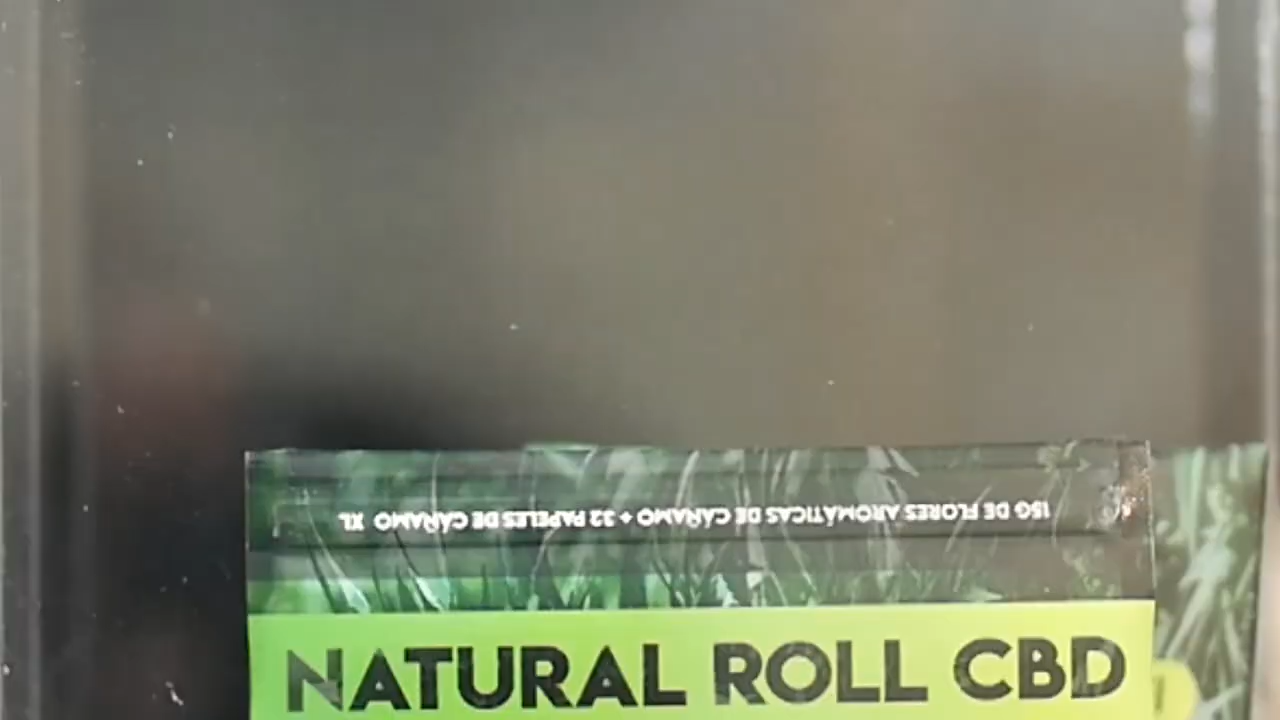 15G DE FLORES AROMÁTICAS DE CÁÑAMO + 32 PAPELES DE CÁÑAMO XL
NATURAL ROLL CBD